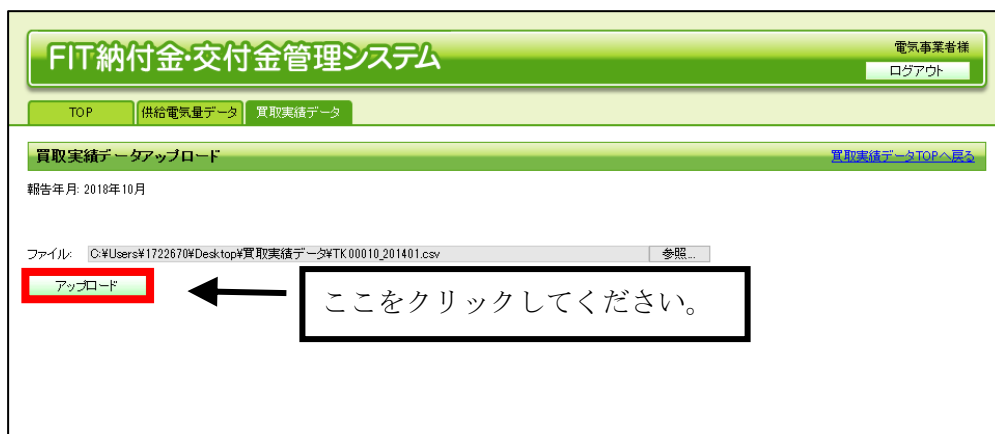 FIT納付金・交付金管理システム
電気事業者様
ログアウト
TOP
供給電気量データ
買取実績データ
買取実績データアップロード
買取実績データTOPへ戻る
報告年月: 2018年10月
ファイル: C:¥Users¥1722670¥Desktop¥買取実績データ¥TK00010_201401.csv 参照...
アップロード
ここをクリックしてください。